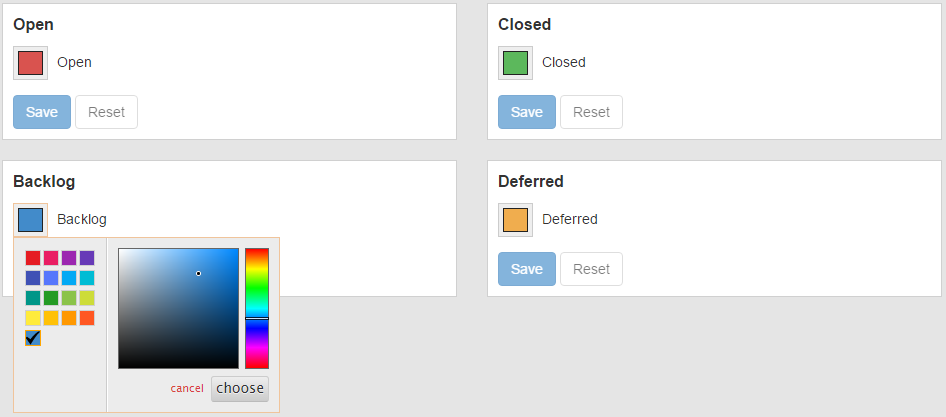 Open
Open
Save Reset
Closed
Closed
Save Reset
Backlog
Backlog
cancel choose
Deferred
Deferred
Save Reset